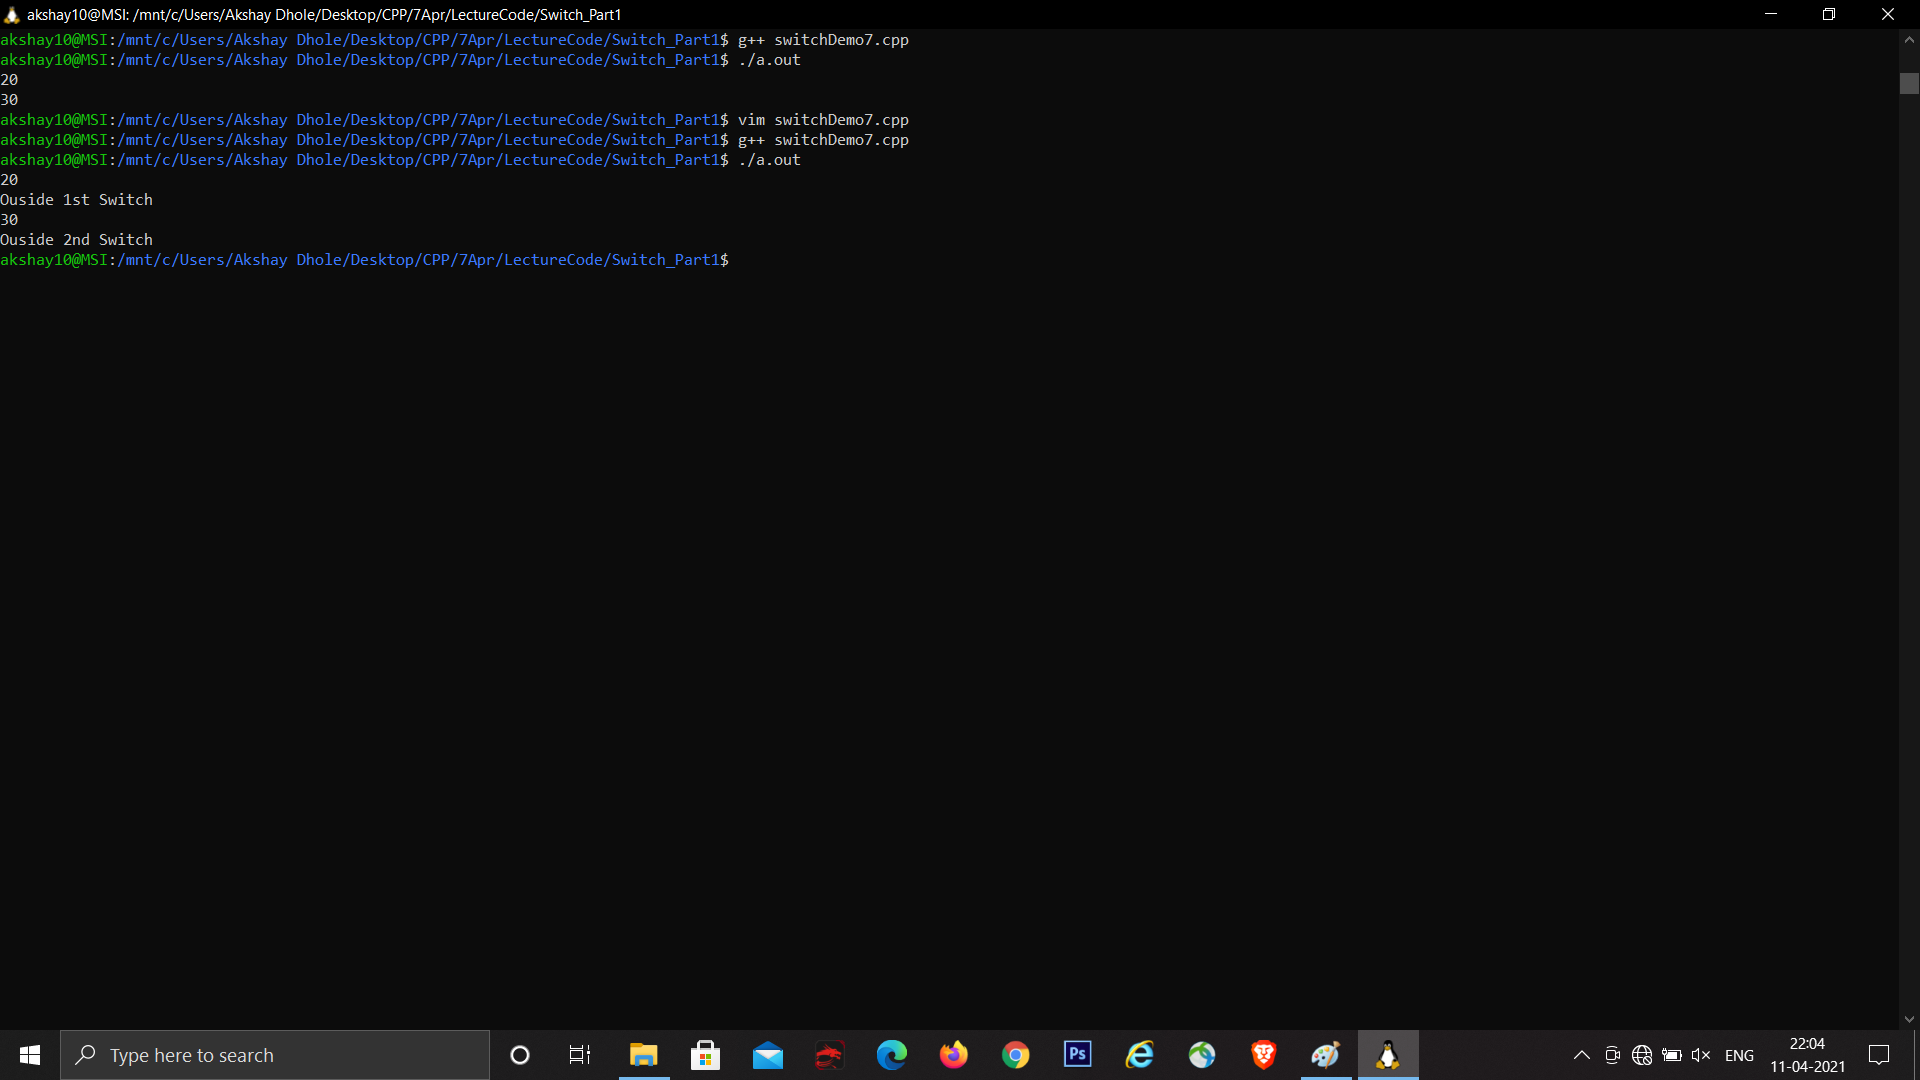 akshay10@MSI: /mnt/c/Users/Akshay Dhole/Desktop/CPP/7Apr/LectureCode/Switch_Part1
akshay10@MSI:/mnt/c/Users/Akshay Dhole/Desktop/CPP/7Apr/LectureCode/Switch_Part1$ g++ switchDemo7.cpp
akshay10@MSI:/mnt/c/Users/Akshay Dhole/Desktop/CPP/7Apr/LectureCode/Switch_Part1$ ./a.out
20
30
akshay10@MSI:/mnt/c/Users/Akshay Dhole/Desktop/CPP/7Apr/LectureCode/Switch_Part1$ vim switchDemo7.cpp
akshay10@MSI:/mnt/c/Users/Akshay Dhole/Desktop/CPP/7Apr/LectureCode/Switch_Part1$ g++ switchDemo7.cpp
akshay10@MSI:/mnt/c/Users/Akshay Dhole/Desktop/CPP/7Apr/LectureCode/Switch_Part1$ ./a.out
20
Ouside 1st Switch
30
Ouside 2nd Switch
akshay10@MSI:/mnt/c/Users/Akshay Dhole/Desktop/CPP/7Apr/LectureCode/Switch_Part1$
Type here to search
Ps
ENG
22:04
11-04-2021